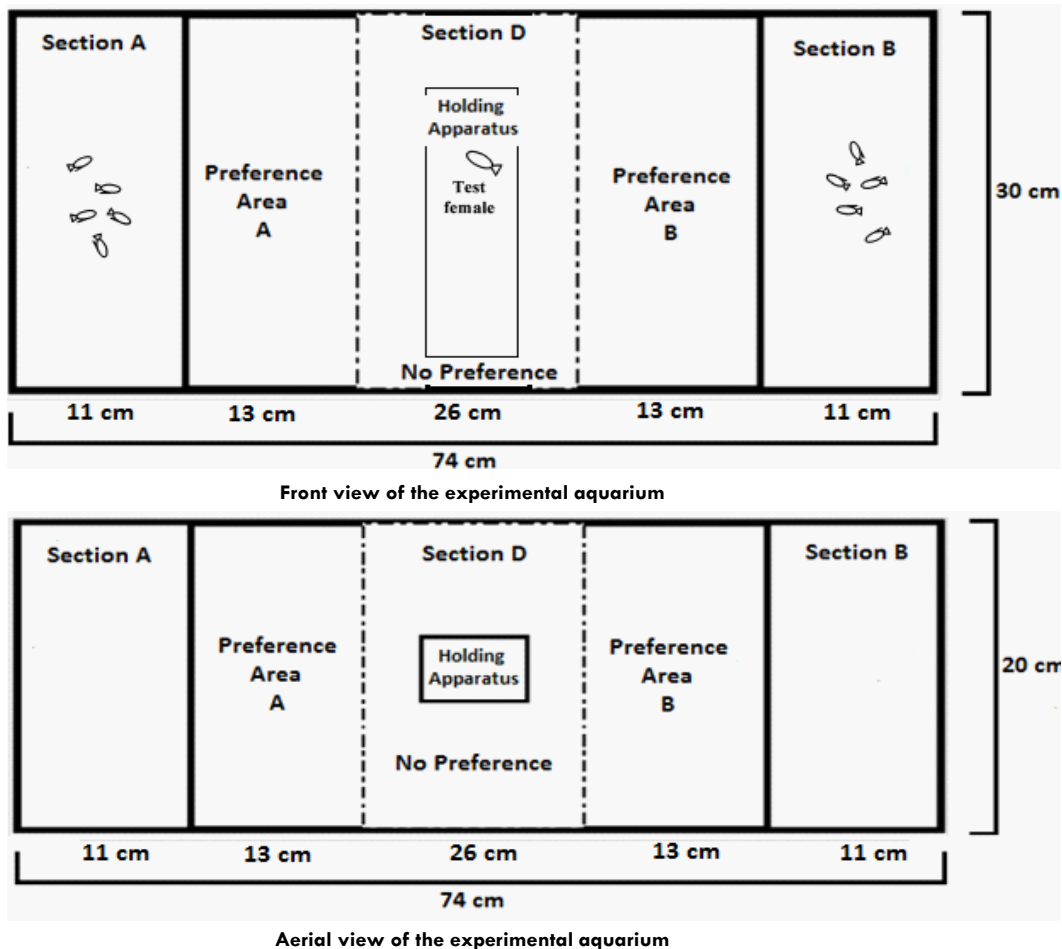 Section A
Section D
Section B
Holding
Apparatus
Test
female
Preference
Area
A
Preference
Area
B
30 cm
No Preference
11 cm
13 cm
26 cm
13 cm
11 cm
74 cm
Front view of the experimental aquarium
Section A
Section D
Section B
Preference
Area
A
Holding
Apparatus
Preference
Area
B
20 cm
No Preference
11 cm
13 cm
26 cm
13 cm
11 cm
74 cm
Aerial view of the experimental aquarium